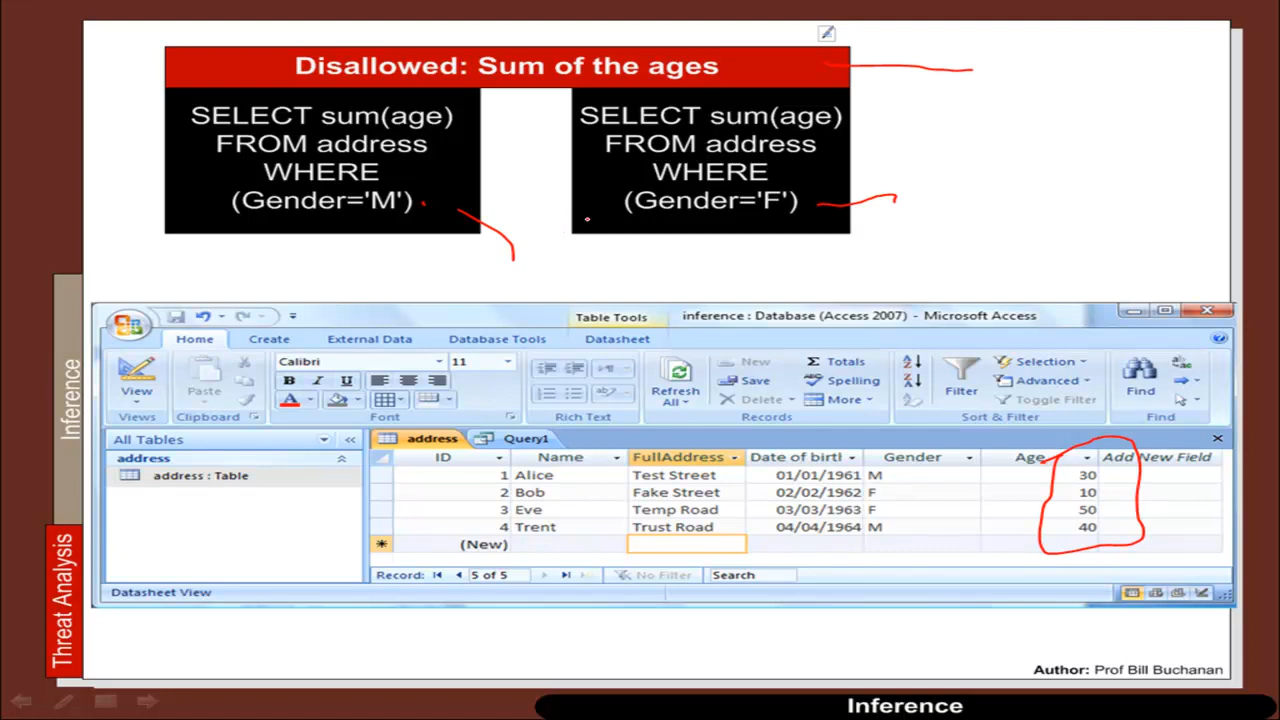 Disallowed: Sum of the ages
SELECT sum(age)
FROM address
WHERE
(Gender='M')
SELECT sum(age)
FROM address
WHERE
(Gender='F')
Inference
Threat Analysis
Table Tools
inference : Database (Access 2007) - Microsoft Access
Home Create External Data Database Tools Datasheet
View
Views
Paste
Clipboard
Calibri 11
B I U
A
Font
Rich Text
Refresh
All
New
Save
Delete
Totals
Spelling
More
Records
Filter
Selection
Advanced
Toggle Filter
Sort & Filter
Find
Find
All Tables
address
address : Table
address Query1
ID Name FullAddress Date of birtl Gender Age Add New Field
1 Alice Test Street 01/01/1961 M 30
2 Bob Fake Street 02/02/1962 F 10
3 Eve Temp Road 03/03/1963 F 50
4 Trent Trust Road 04/04/1964 M 40
(New)
Record: 5 of 5 No Filter Search
Datasheet View
Author: Prof Bill Buchanan
Inference